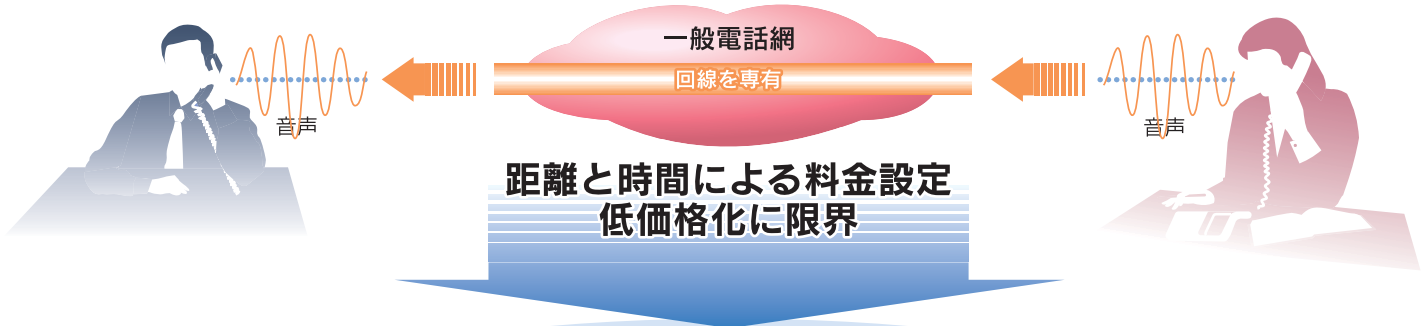 一般電話網
回線を専有
音声
音声
距離と時間による料金設定
低価格化に限界